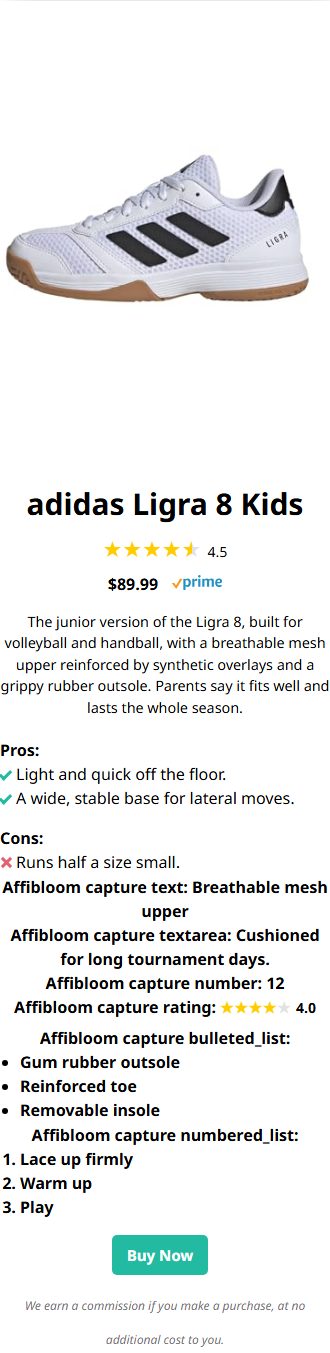 LIGRA
adidas Ligra 8 Kids
4.5
$89.99 prime
The junior version of the Ligra 8, built for
volleyball and handball, with a breathable mesh
upper reinforced by synthetic overlays and a
grippy rubber outsole. Parents say it fits well and
lasts the whole season.
Pros:
Light and quick off the floor.
A wide, stable base for lateral moves.
Cons:
Runs half a size small.
Affibloom capture text: Breathable mesh
upper
Affibloom capture textarea: Cushioned
for long tournament days.
Affibloom capture number: 12
Affibloom capture rating: ★★★★★ 4.0
Affibloom capture bulleted_list:
• Gum rubber outsole
• Reinforced toe
• Removable insole
Affibloom capture numbered_list:
1. Lace up firmly
2. Warm up
3. Play
Buy Now
We earn a commission if you make a purchase, at no
additional cost to you.